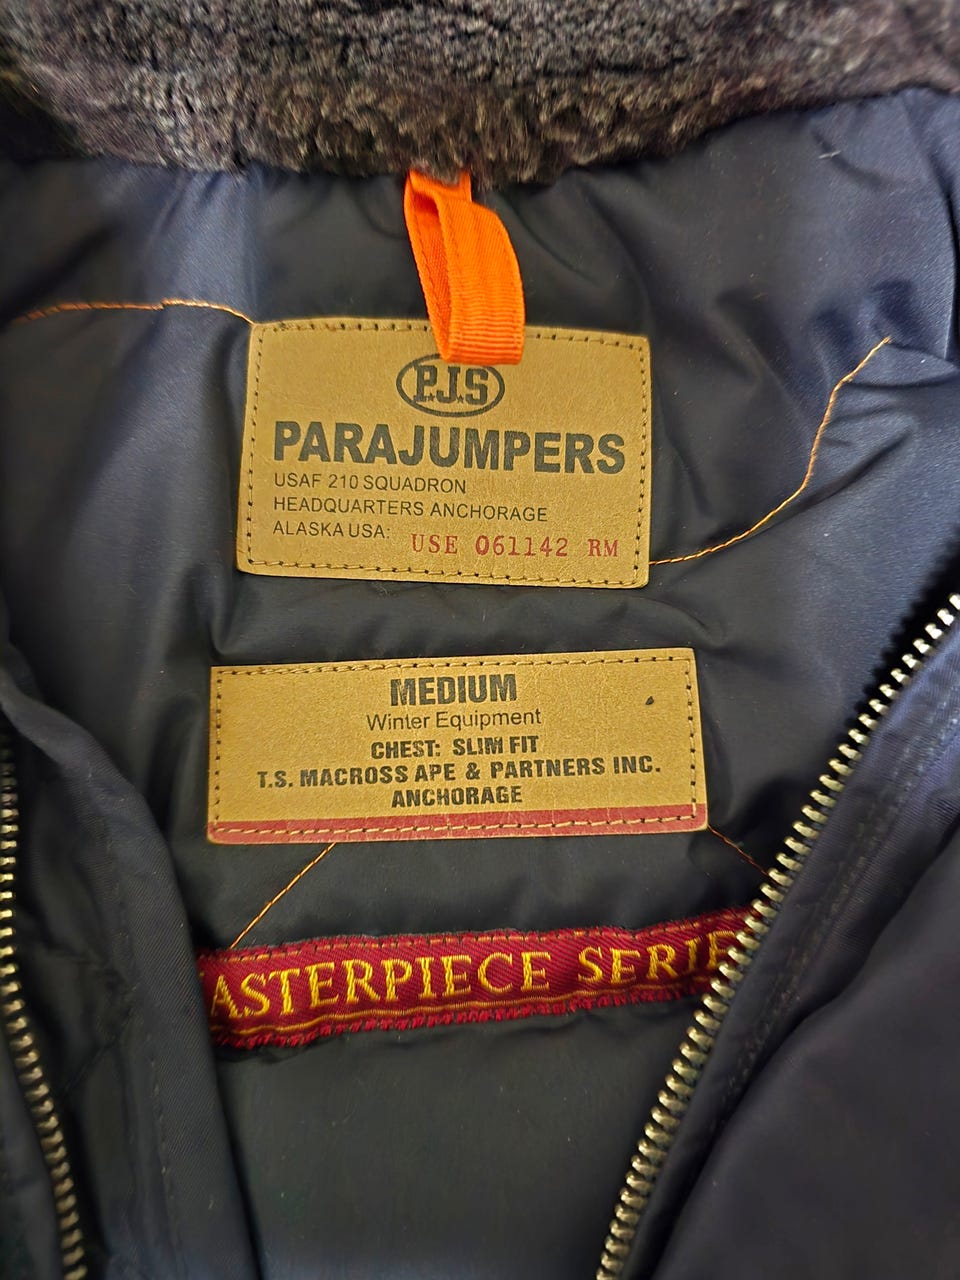 P.J.S
PARAJUMPERS
USAF 210 SQUADRON
HEADQUARTERS ANCHORAGE
ALASKA USA: USE 061142 RM
MEDIUM
Winter Equipment
CHEST: SLIM FIT
T.S. MACROSS APE & PARTNERS INC.
ANCHORAGE
ASTERPIECE SERIE